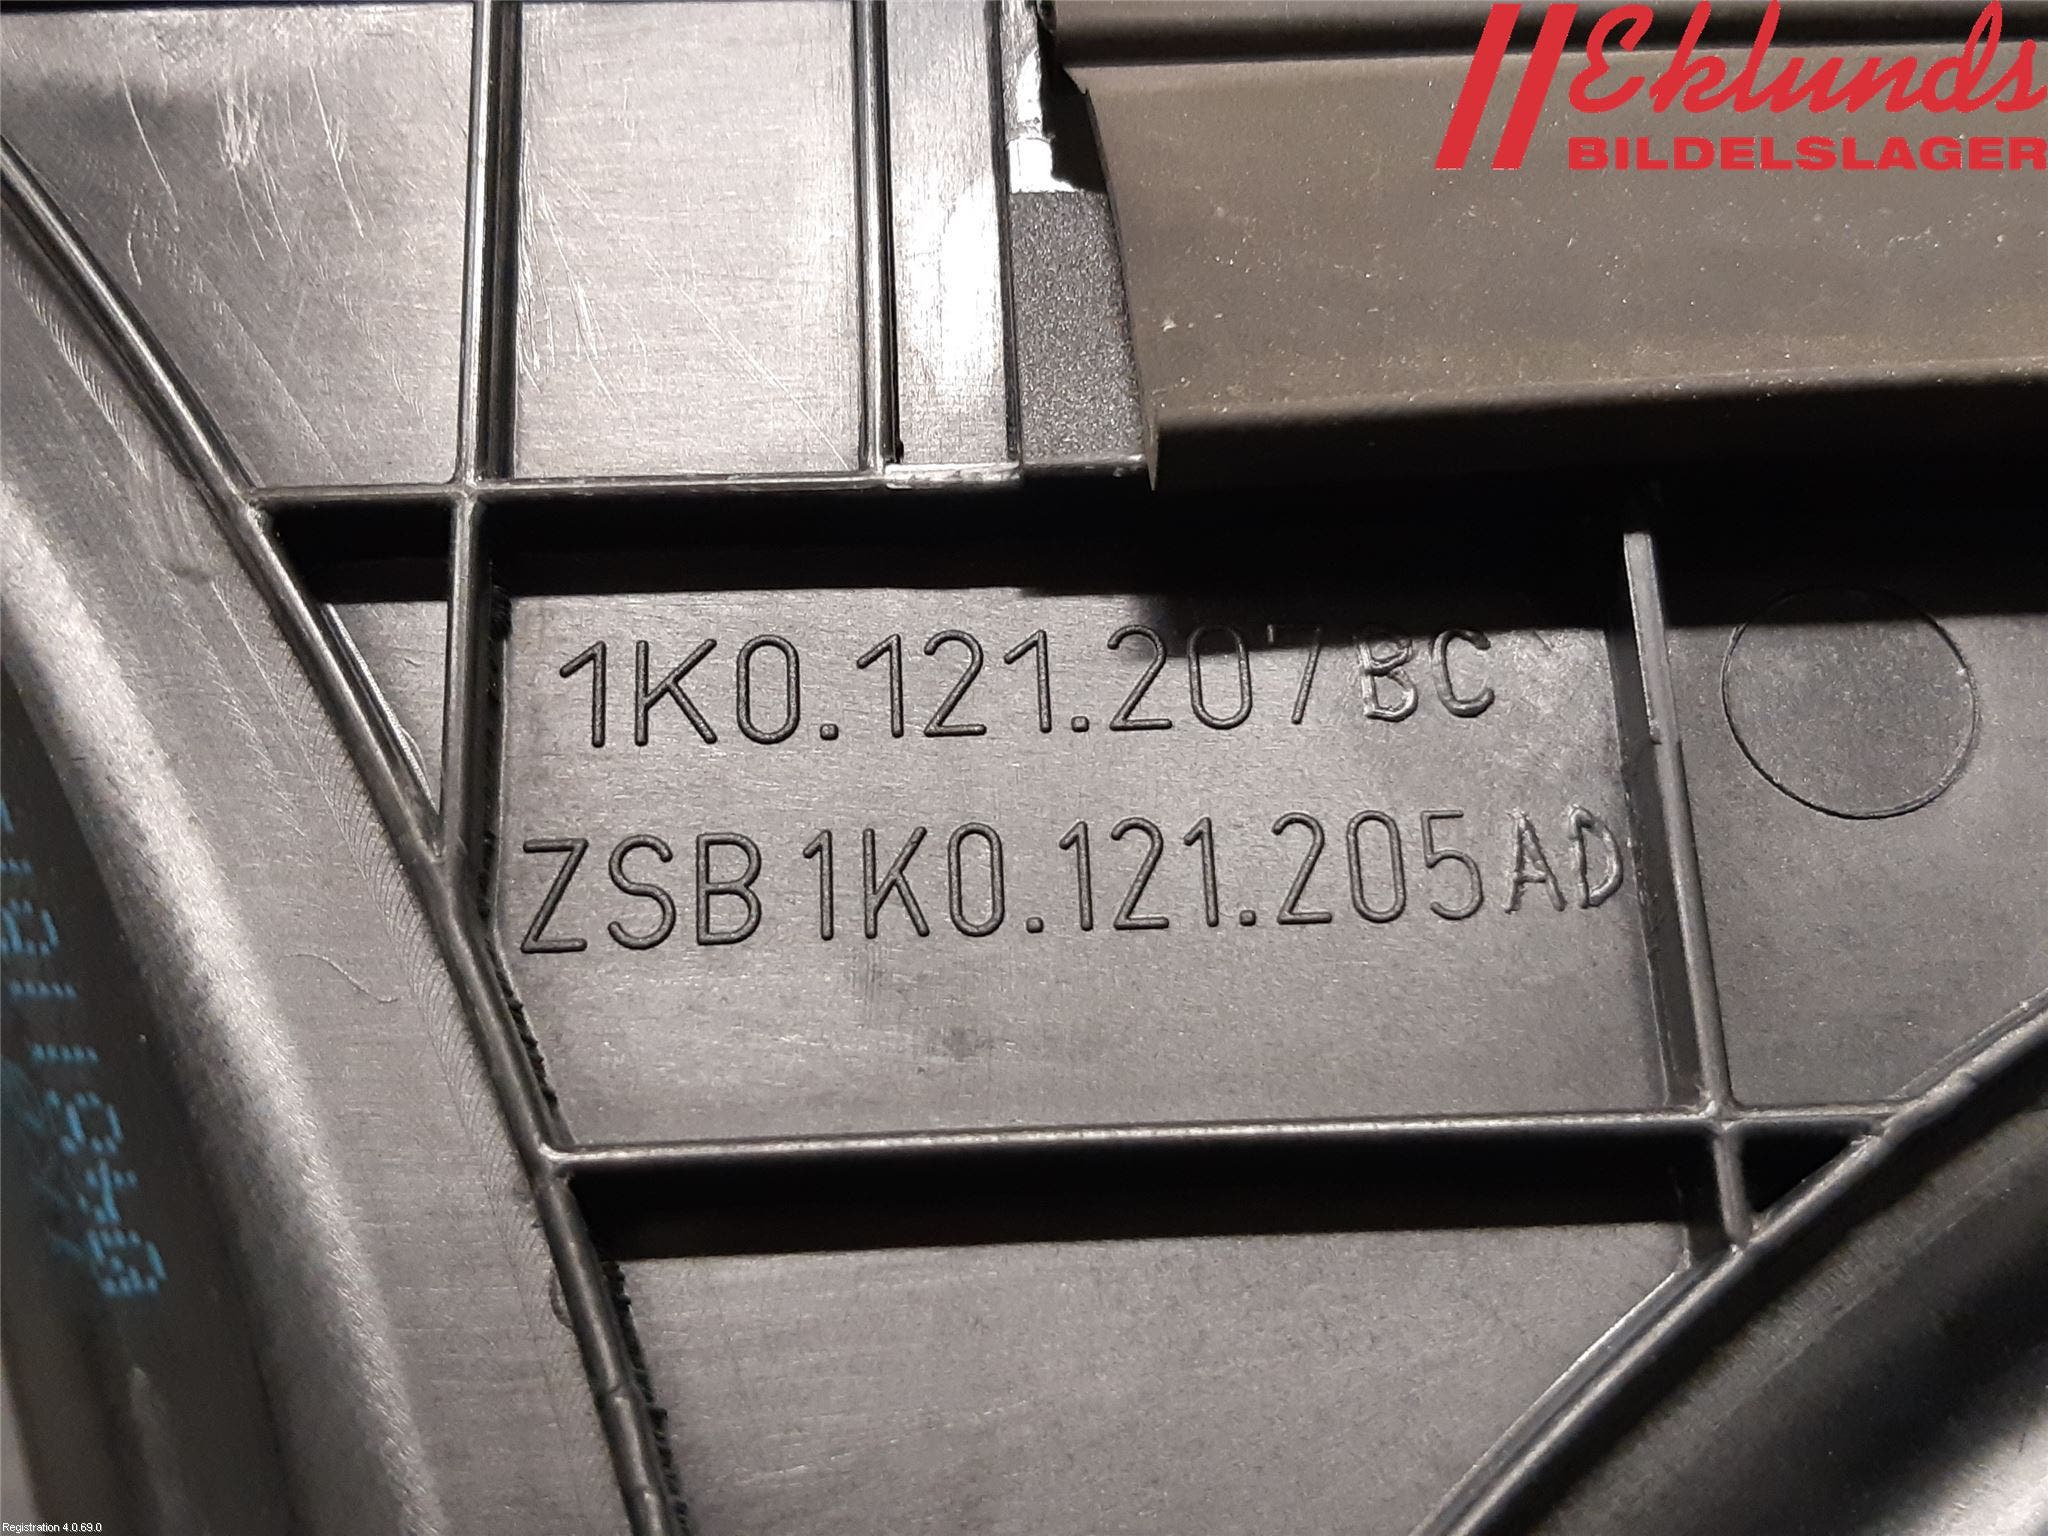 Eklunds
BILDELSLAGER
1K0.121.207BC
ZSB 1K0.121.205AD
Registration 4.0.69.0